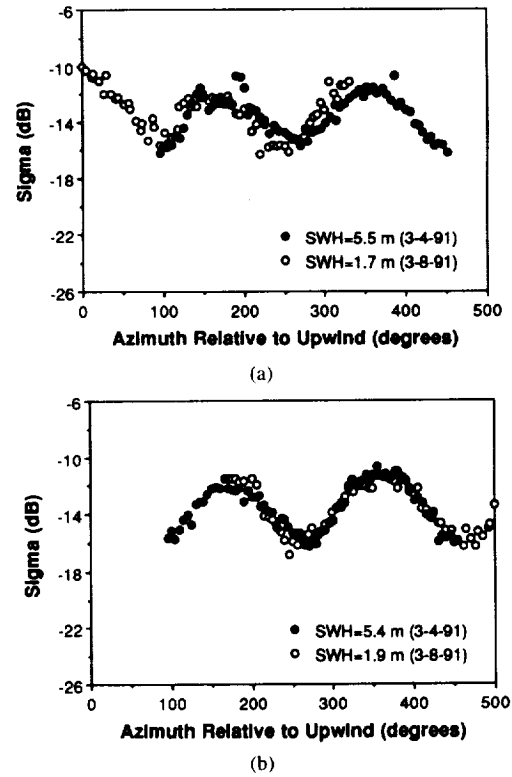 -6
-10
-14
-18
-22
-26
Sigma (dB)
SWH=5.5 m (3-4-91)
SWH=1.7 m (3-8-91)
0 100 200 300 400 500
Azimuth Relative to Upwind (degrees)
(a)
-6
-10
-14
-18
-22
-26
Sigma (dB)
SWH=5.4 m (3-4-91)
SWH=1.9 m (3-8-91)
0 100 200 300 400 500
Azimuth Relative to Upwind (degrees)
(b)